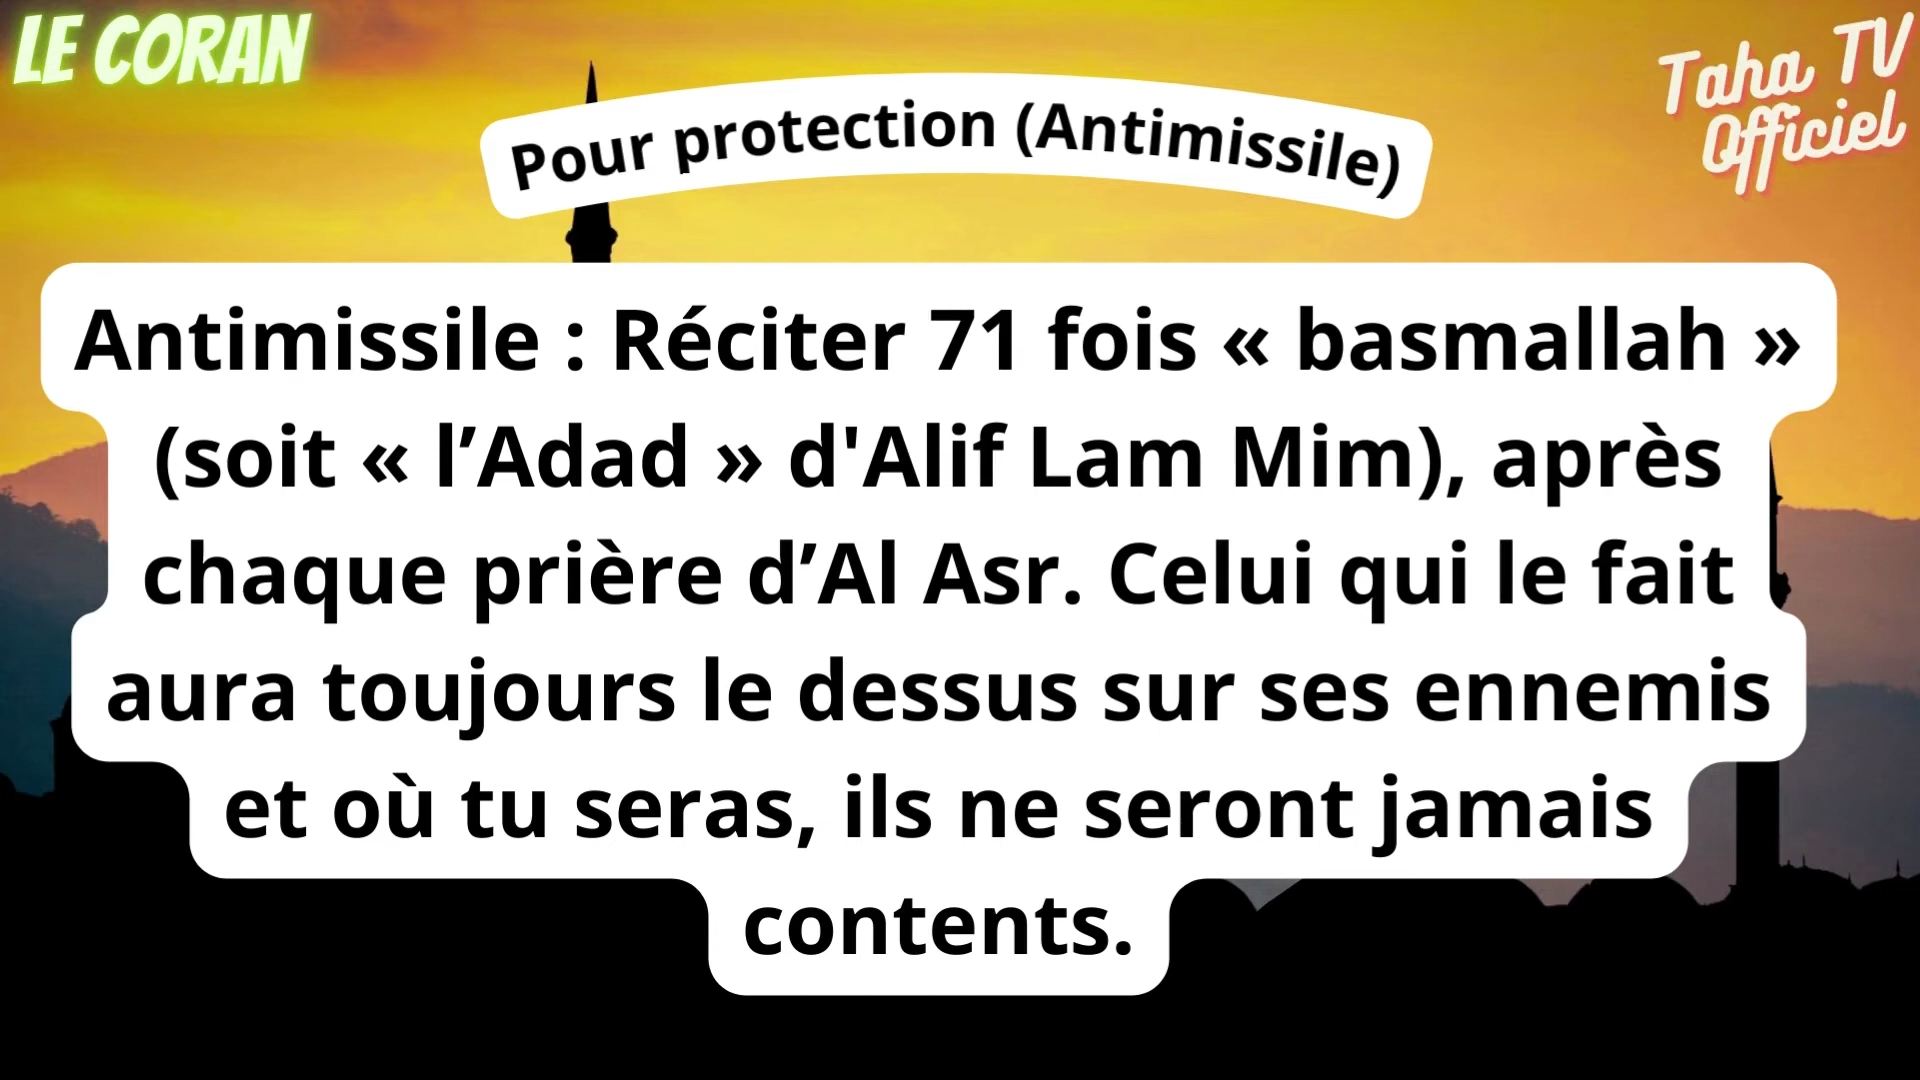 LE CORAN
Taha TV
Officiel
Pour protection (Antimissile)
Antimissile : Réciter 71 fois « basmallah »
(soit « l’Adad » d'Alif Lam Mim), après
chaque prière d’Al Asr. Celui qui le fait
aura toujours le dessus sur ses ennemis
et où tu seras, ils ne seront jamais
contents.